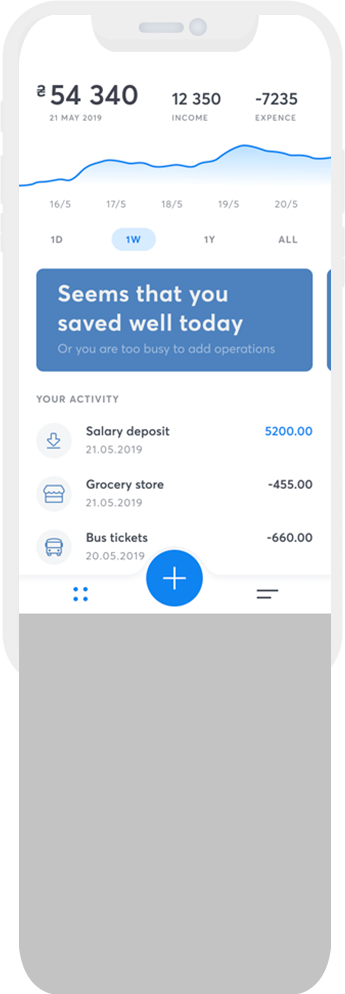 ₴54 340
12 350
-7235
21 MAY 2019
INCOME
EXPENCE
16/5
17/5
18/5
19/5
20/5
1D
1W
1Y
ALL
Seems that you
saved well today
Or you are too busy to add operations
YOUR ACTIVITY
Salary deposit
5200.00
21.05.2019
Grocery store
-455.00
21.05.2019
Bus tickets
-660.00
20.05.2019